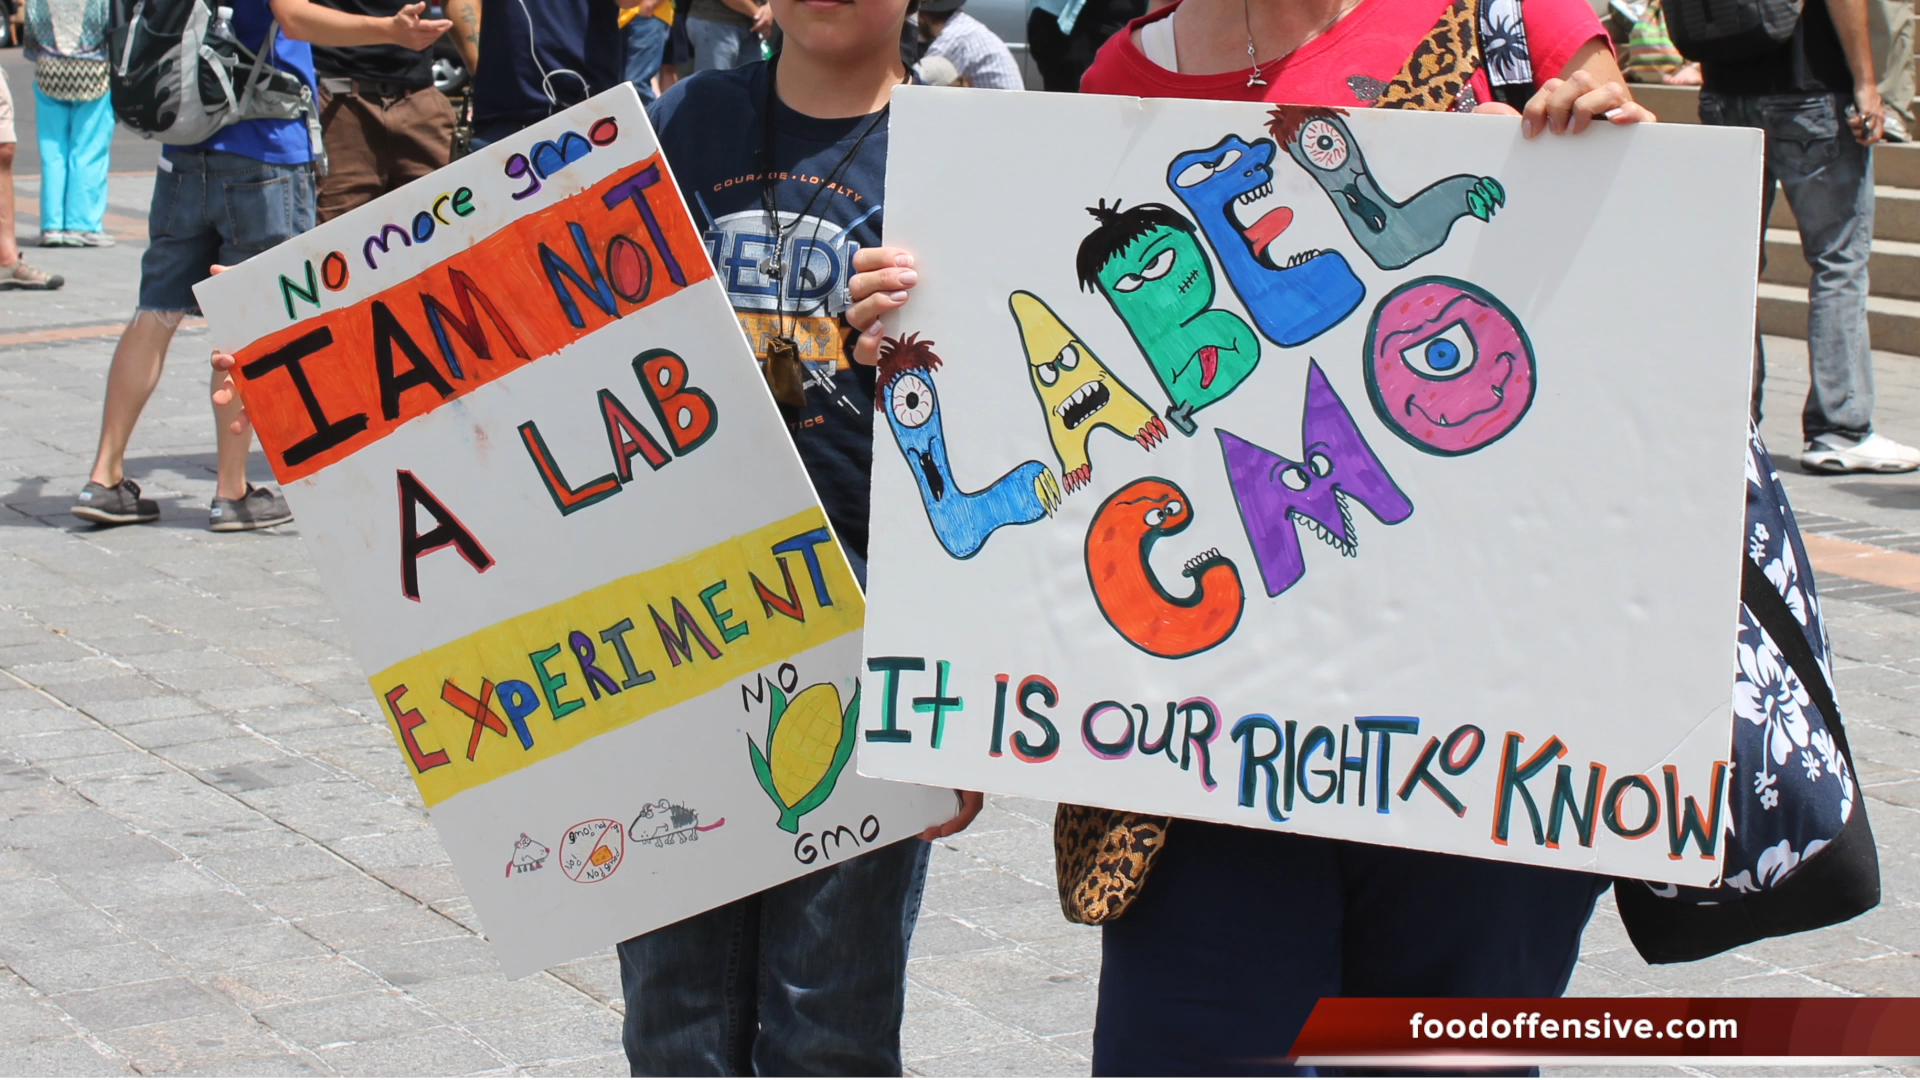 No more gmo
I AM NOT
A LAB
EXPERIMENT
NO
GMO
LABEL
GMO
It IS OUR RIGHT to KNOW
COURAGE • LOYALTY
JEDI
foodoffensive.com